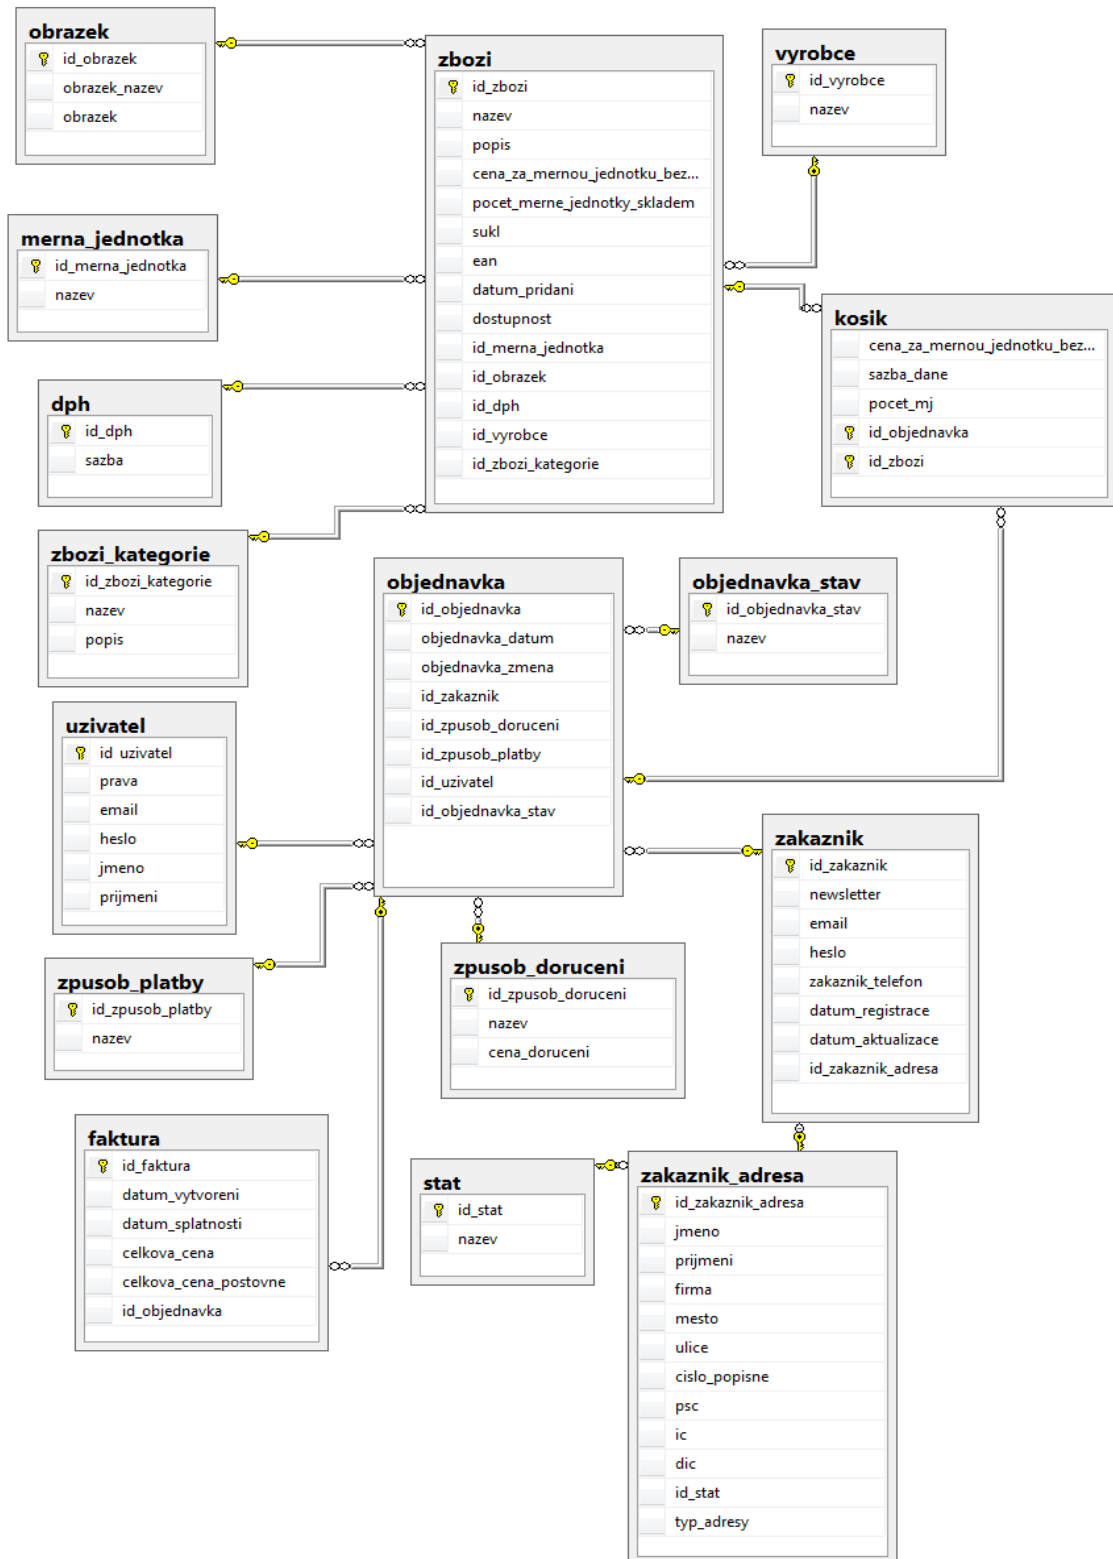 obrazek
id_obrazek
obrazek_nazev
obrazek
zbozi
id_zbozi
nazev
popis
cena_za_mernou_jednotku_bez...
pocet_merne_jednotky_skladem
sukl
ean
datum_pridani
dostupnost
id_merna_jednotka
id_obrazek
id_dph
id_vyrobce
id_zbozi_kategorie
vyrobce
id_vyrobce
nazev
merna_jednotka
id_merna_jednotka
nazev
kosik
cena_za_mernou_jednotku_bez...
sazba_dane
pocet_mj
id_objednavka
id_zbozi
dph
id_dph
sazba
zbozi_kategorie
id_zbozi_kategorie
nazev
popis
objednavka
id_objednavka
objednavka_datum
objednavka_zmena
id_zakaznik
id_zpusob_doruceni
id_zpusob_platby
id_uzivatel
id_objednavka_stav
objednavka_stav
id_objednavka_stav
nazev
uzivatel
id_uzivatel
prava
email
heslo
jmeno
prijmeni
zakaznik
id_zakaznik
newsletter
email
heslo
zakaznik_telefon
datum_registrace
datum_aktualizace
id_zakaznik_adresa
zpusob_platby
id_zpusob_platby
nazev
zpusob_doruceni
id_zpusob_doruceni
nazev
cena_doruceni
faktura
id_faktura
datum_vytvoreni
datum_splatnosti
celkova_cena
celkova_cena_postovne
id_objednavka
stat
id_stat
nazev
zakaznik_adresa
id_zakaznik_adresa
jmeno
prijmeni
firma
mesto
ulice
cislo_popisne
psc
ic
dic
id_stat
typ_adresy